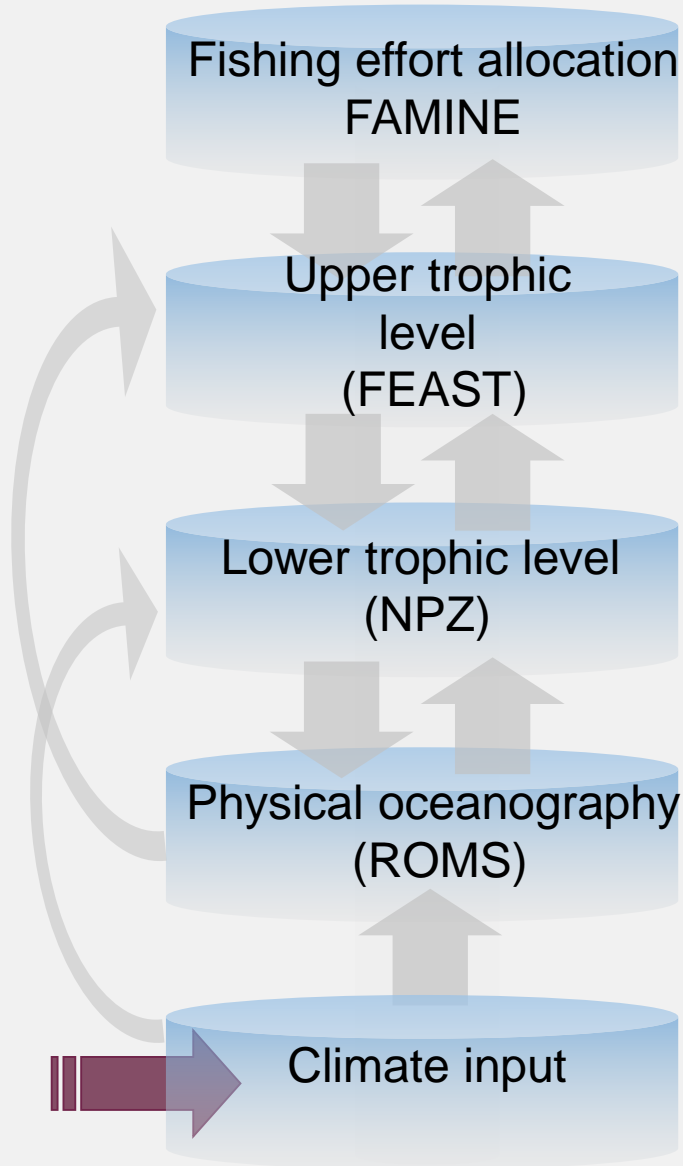 Fishing effort allocation
FAMINE
Upper trophic
level
(FEAST)
Lower trophic level
(NPZ)
Physical oceanography
(ROMS)
Climate input